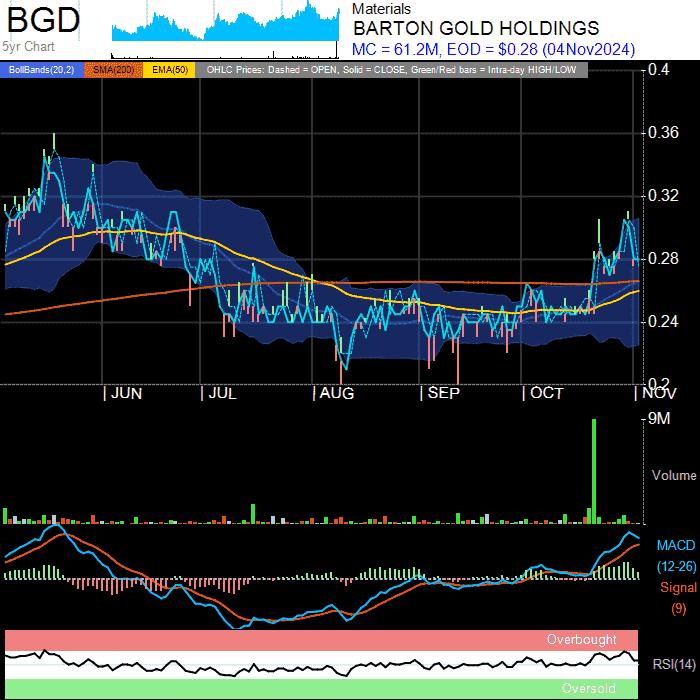 BGD
5yr Chart
Materials
BARTON GOLD HOLDINGS
MC = 61.2M, EOD = $0.28 (04Nov2024)
BollBands(20,2) SMA(200) EMA(50) OHLC Prices: Dashed = OPEN, Solid = CLOSE, Green/Red bars = Intra-day HIGH/LOW
0.4
0.36
0.32
0.28
0.24
0.2
JUN JUL AUG SEP OCT NOV
9M
Volume
MACD
(12-26)
Signal
(9)
Overbought
RSI(14)
Oversold